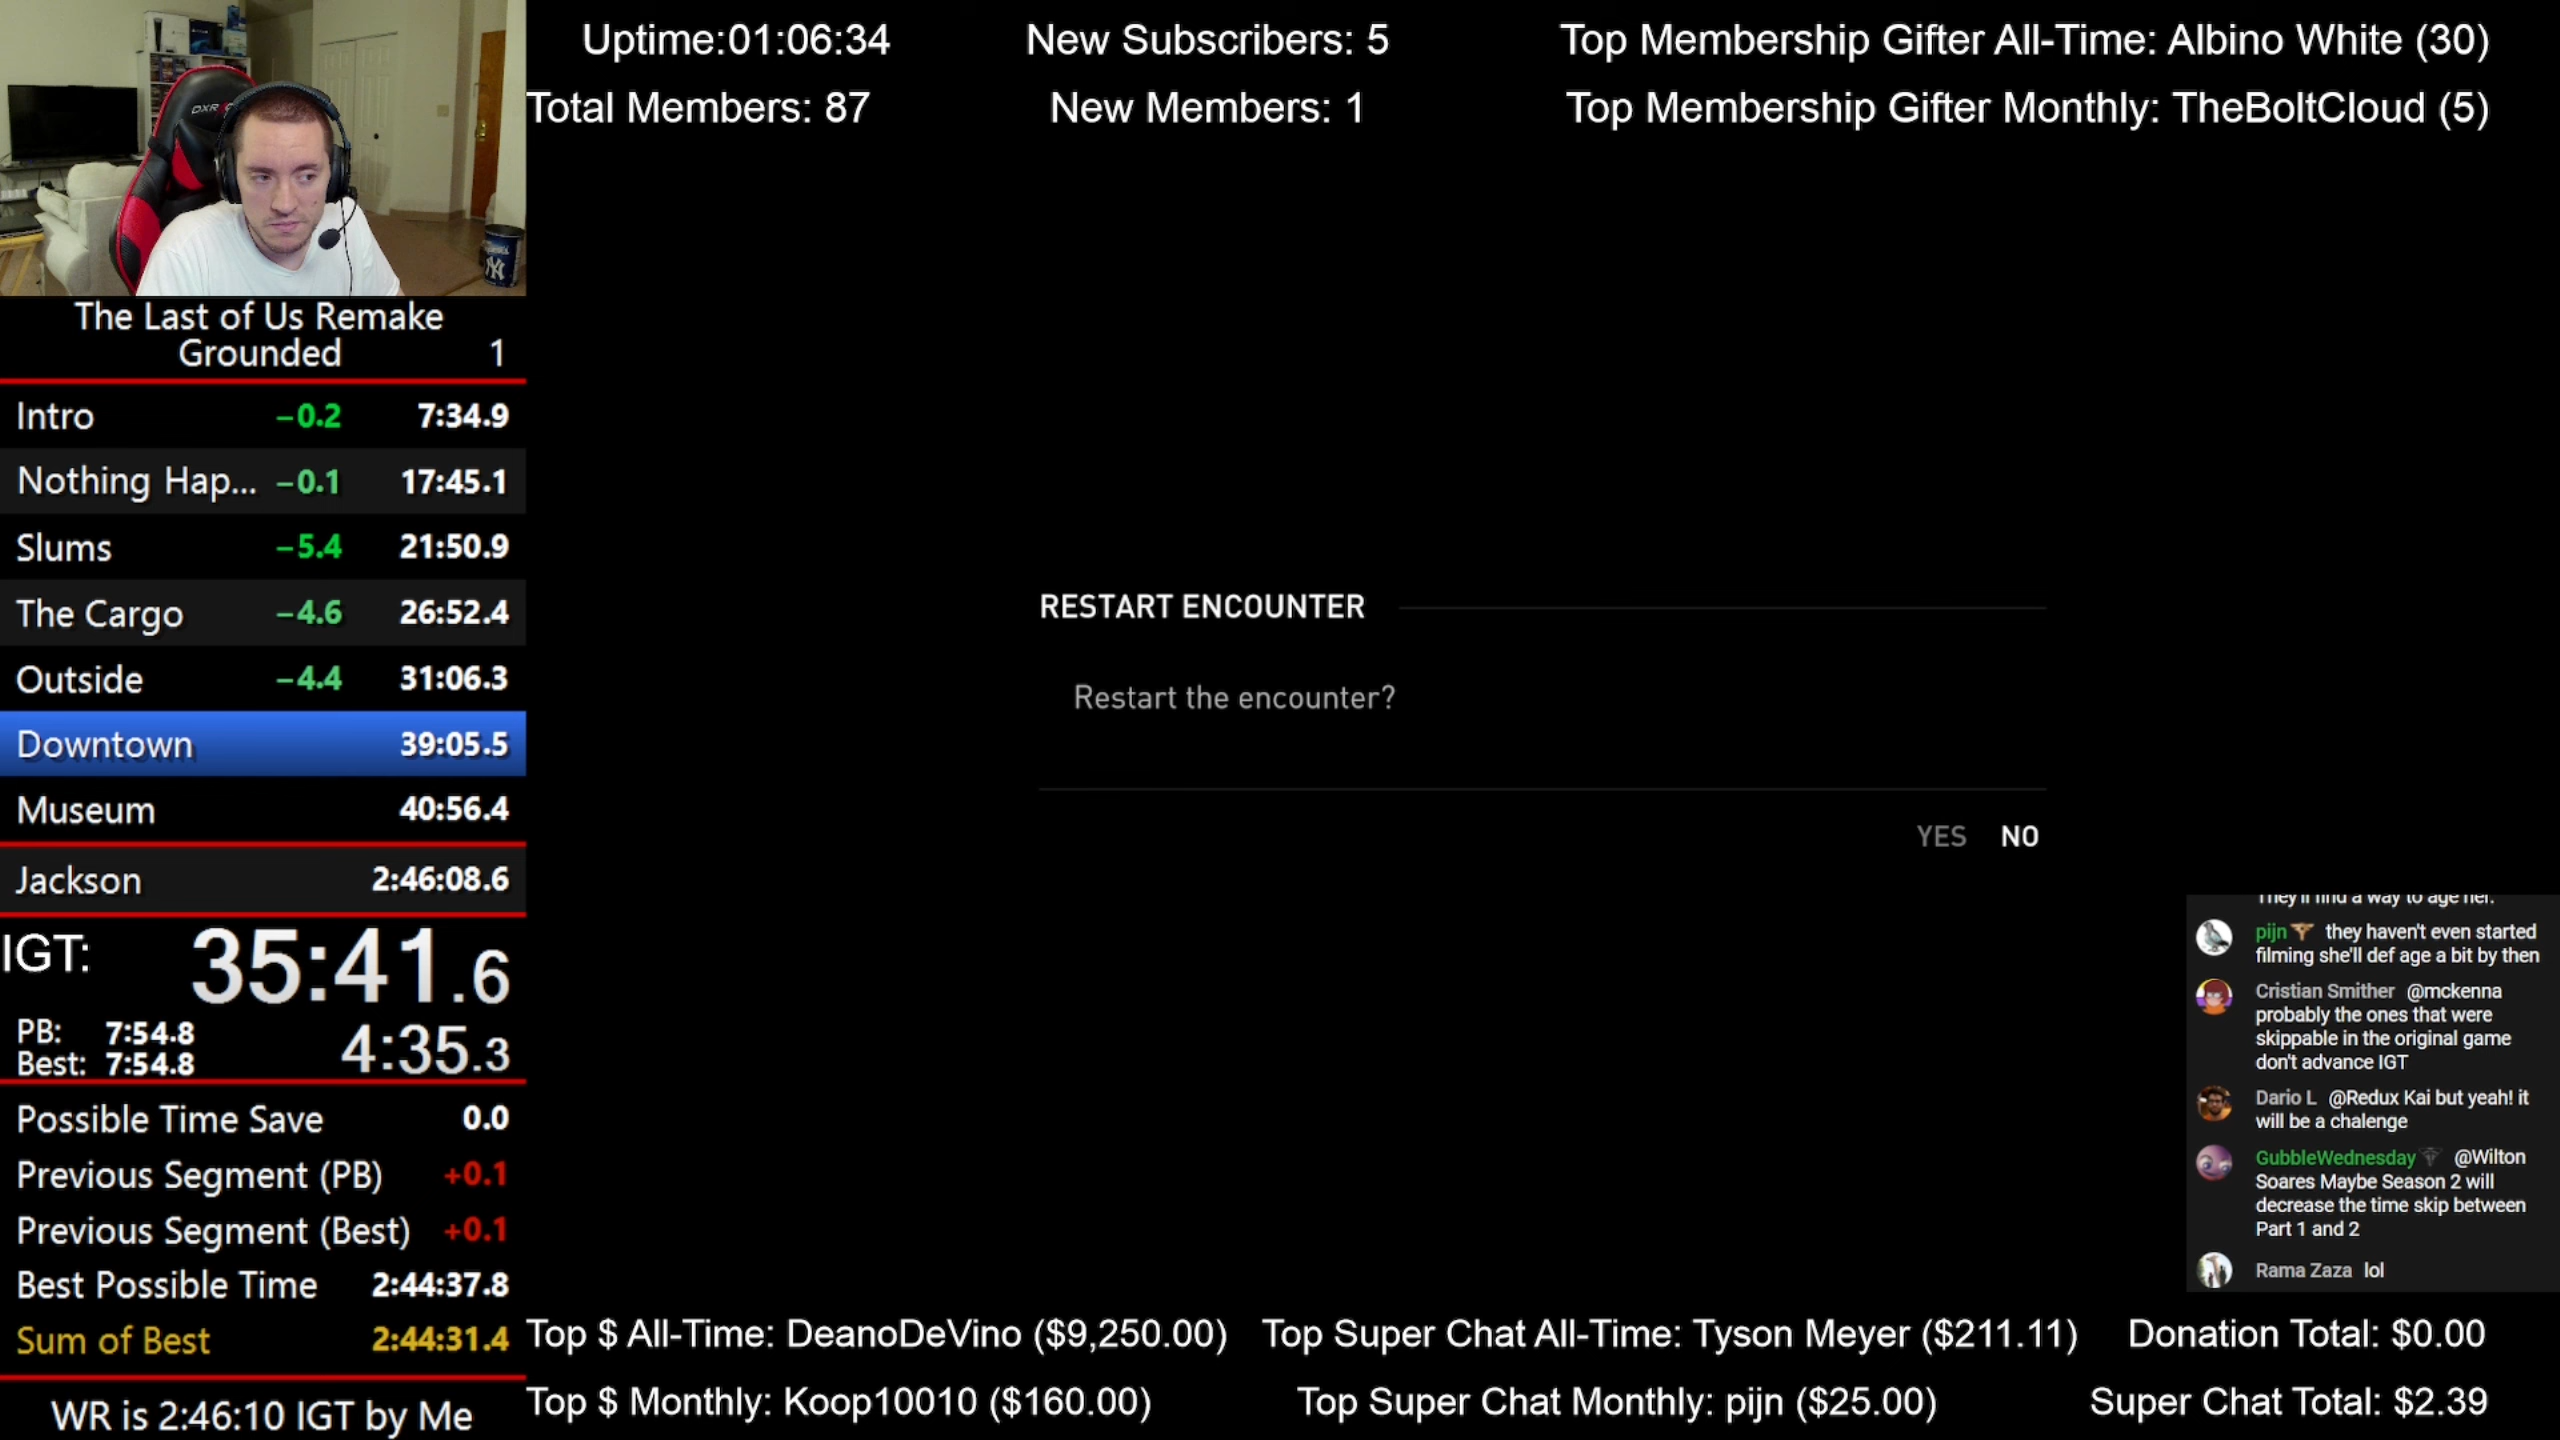 Uptime:01:06:34
New Subscribers: 5
Top Membership Gifter All-Time: Albino White (30)
Total Members: 87
New Members: 1
Top Membership Gifter Monthly: TheBoltCloud (5)
The Last of Us Remake
Grounded 1
Intro −0.2 7:34.9
Nothing Hap... −0.1 17:45.1
Slums −5.4 21:50.9
The Cargo −4.6 26:52.4
Outside −4.4 31:06.3
Downtown 39:05.5
Museum 40:56.4
Jackson 2:46:08.6
IGT: 35:41.6
PB: 7:54.8
Best: 7:54.8
4:35.3
Possible Time Save 0.0
Previous Segment (PB) +0.1
Previous Segment (Best) +0.1
Best Possible Time 2:44:37.8
Sum of Best 2:44:31.4
WR is 2:46:10 IGT by Me
RESTART ENCOUNTER
Restart the encounter?
YES NO
They'll find a way to age her.
pijn they haven't even started
filming she'll def age a bit by then
Cristian Smither @mckenna
probably the ones that were
skippable in the original game
don't advance IGT
Dario L @Redux Kai but yeah! it
will be a chalenge
GubbleWednesday @Wilton
Soares Maybe Season 2 will
decrease the time skip between
Part 1 and 2
Rama Zaza lol
Top $ All-Time: DeanoDeVino ($9,250.00)
Top Super Chat All-Time: Tyson Meyer ($211.11)
Donation Total: $0.00
Top $ Monthly: Koop10010 ($160.00)
Top Super Chat Monthly: pijn ($25.00)
Super Chat Total: $2.39